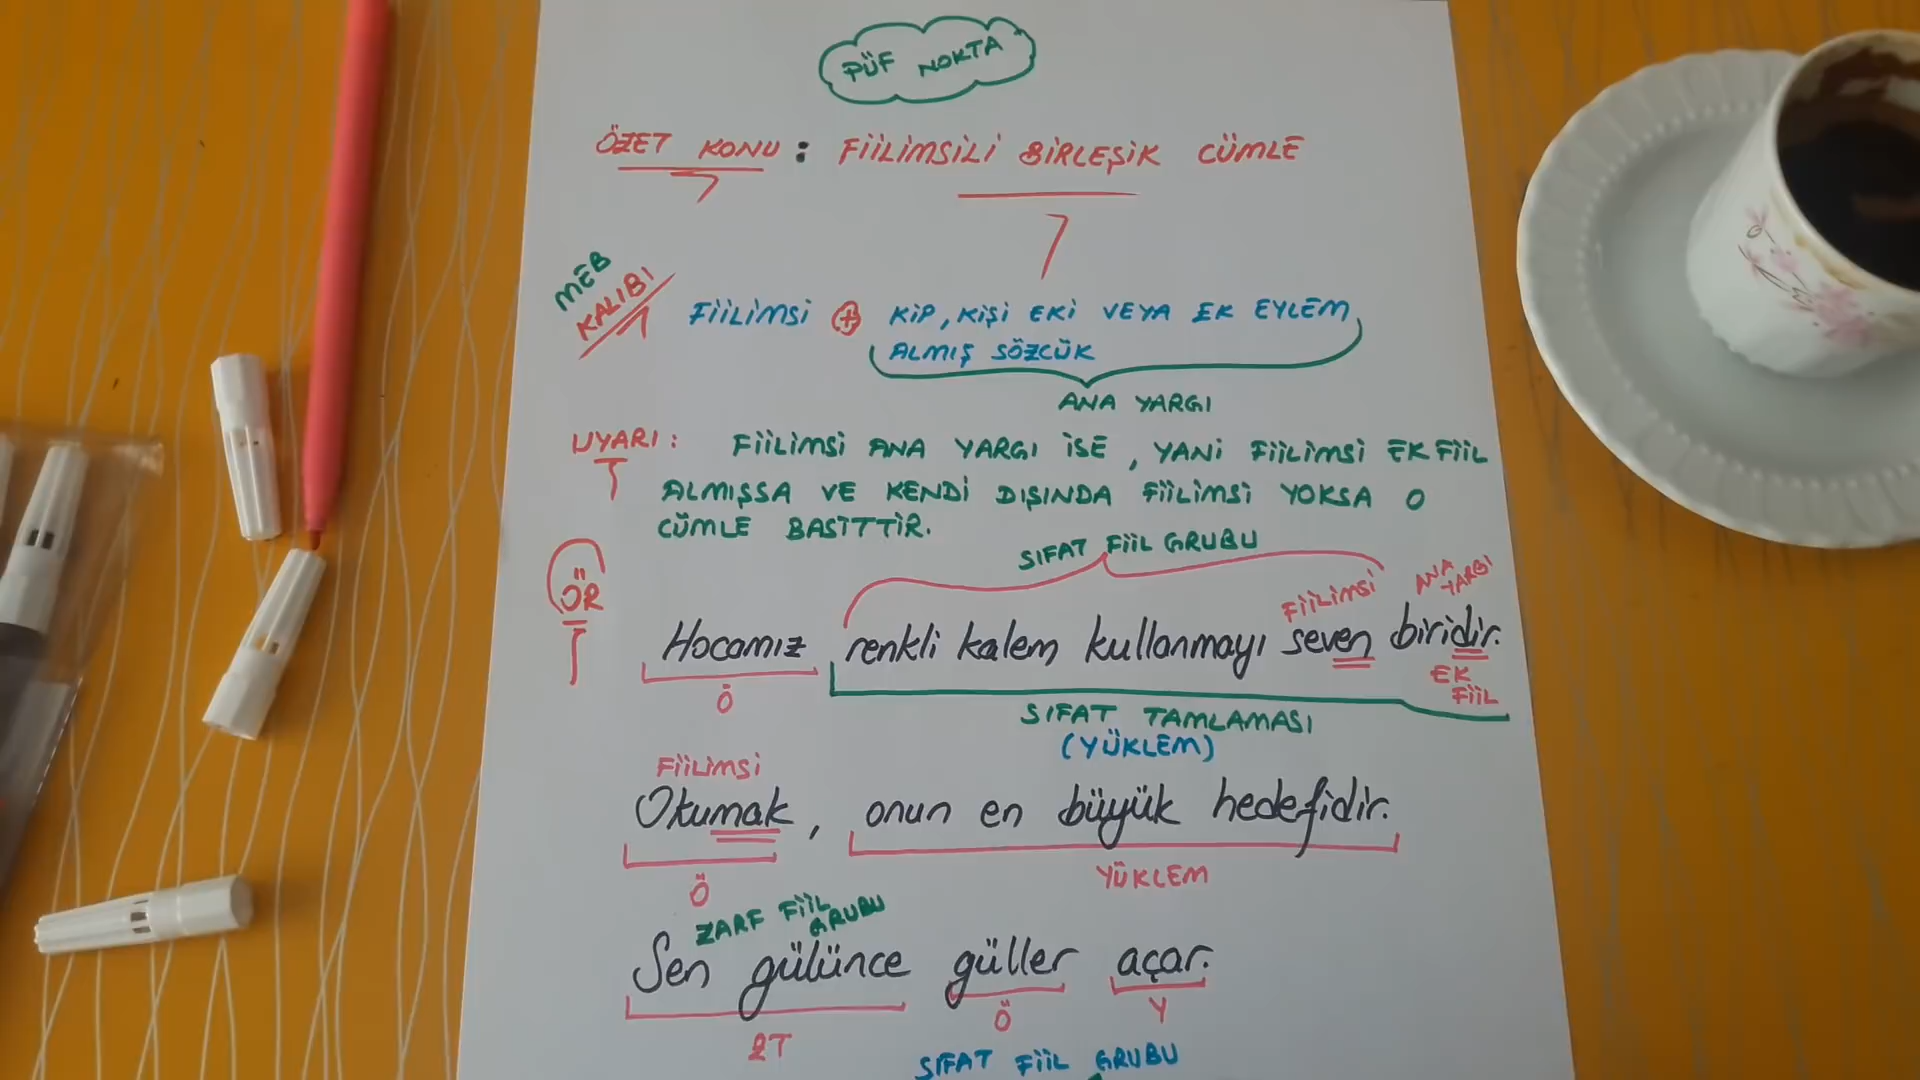 PÜF NOKTA
ÖZET KONU : FİİLİMSİLİ BİRLEŞİK CÜMLE
MEB
KALIBI
FİİLİMSİ + KİP, KİŞİ EKİ VEYA EK EYLEM
ALMIŞ SÖZCÜK
ANA YARGI
UYARI : FİİLİMSİ ANA YARGI İSE, YANİ FİİLİMSİ EK FİİL
ALMIŞSA VE KENDİ DIŞINDA FİİLİMSİ YOKSA O
CÜMLE BASİTTİR.
SIFAT FİİL GRUBU
ÖR
FİİLİMSİ
ANA YARGI
Hocamız renkli kalem kullanmayı seven biridir.
Ö
EK
FİİL
SIFAT TAMLAMASI
(YÜKLEM)
FİİLİMSİ
Okumak, onun en büyük hedefidir.
Ö
YÜKLEM
ZARF FİİL
GRUBU
Sen gülünce güller açar.
ZT Ö Y
SIFAT FİİL GRUBU